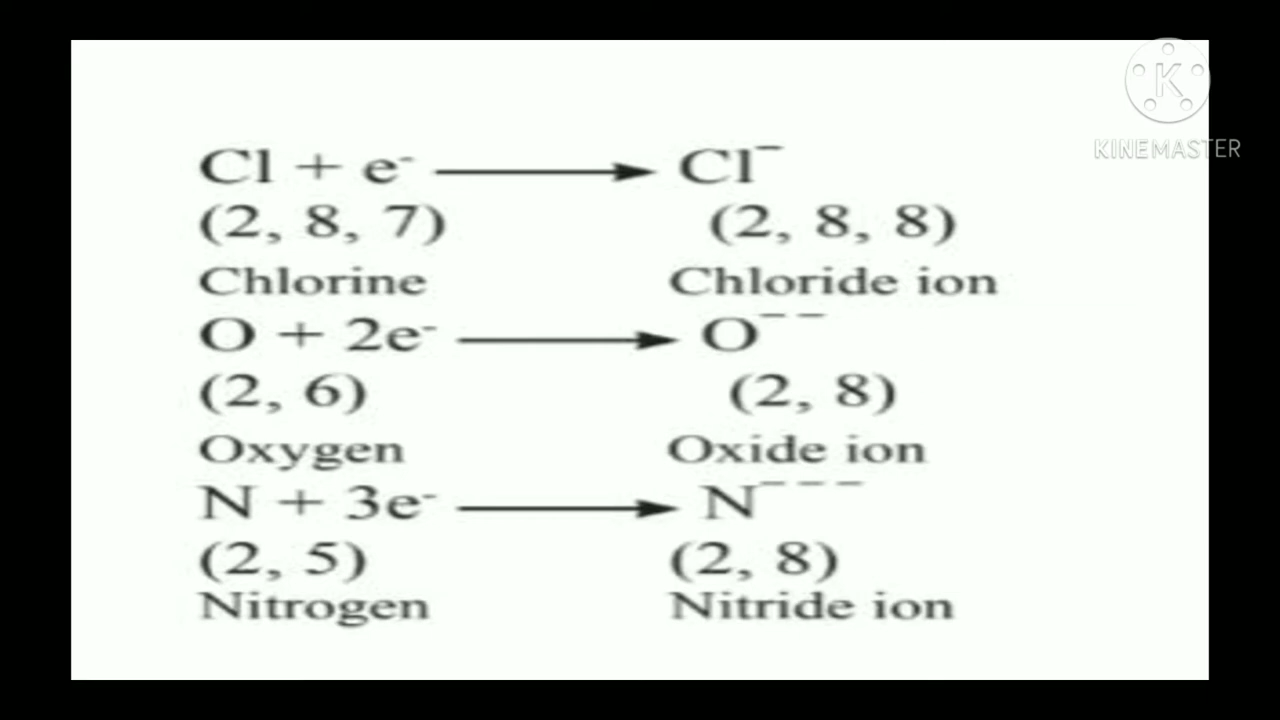 Cl + e⁻ ⟶ Cl⁻
(2, 8, 7) (2, 8, 8)
Chlorine Chloride ion
O + 2e⁻ ⟶ O⁻ ⁻
(2, 6) (2, 8)
Oxygen Oxide ion
N + 3e⁻ ⟶ N⁻ ⁻ ⁻
(2, 5) (2, 8)
Nitrogen Nitride ion
K
KINEMASTER